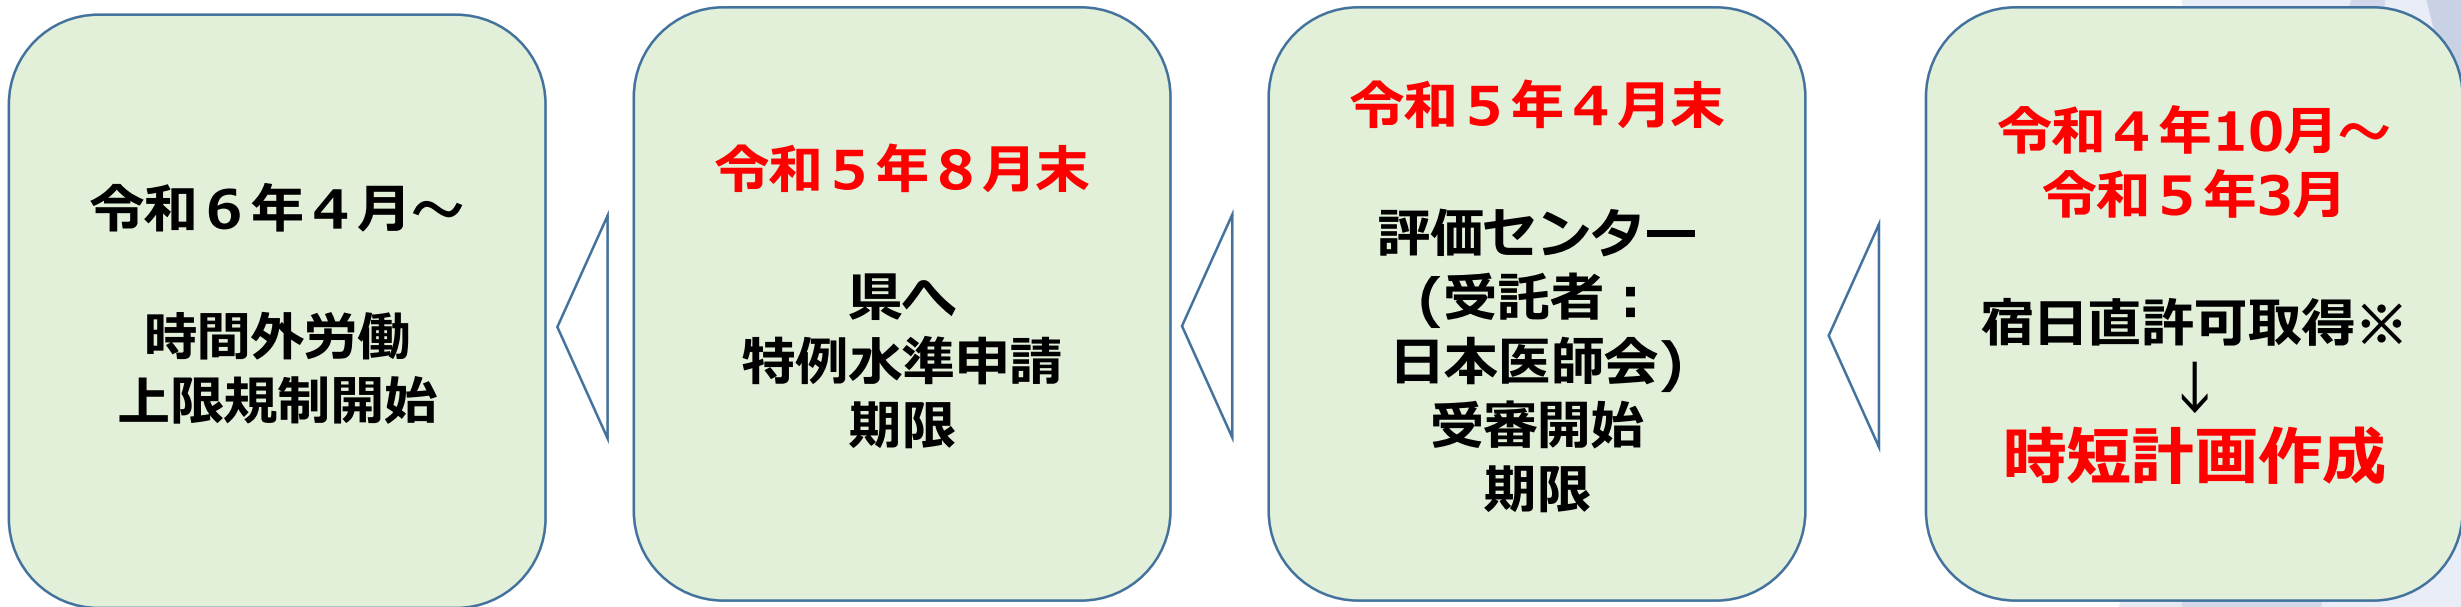 令和６年４月～
時間外労働
上限規制開始
令和５年８月末
県へ
特例水準申請
期限
令和５年４月末
評価センター
(受託者：
日本医師会)
受審開始
期限
令和４年10月～
令和５年3月
宿日直許可取得※
↓
時短計画作成